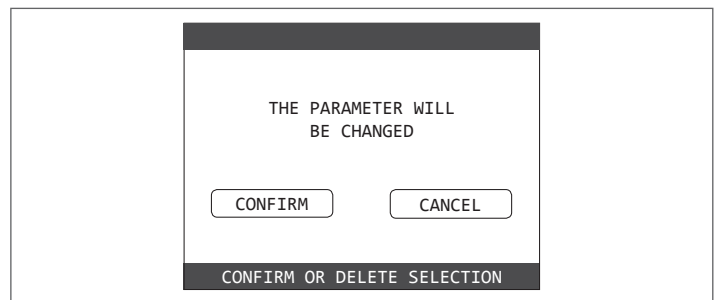 THE PARAMETER WILL
BE CHANGED
CONFIRM
CANCEL
CONFIRM OR DELETE SELECTION